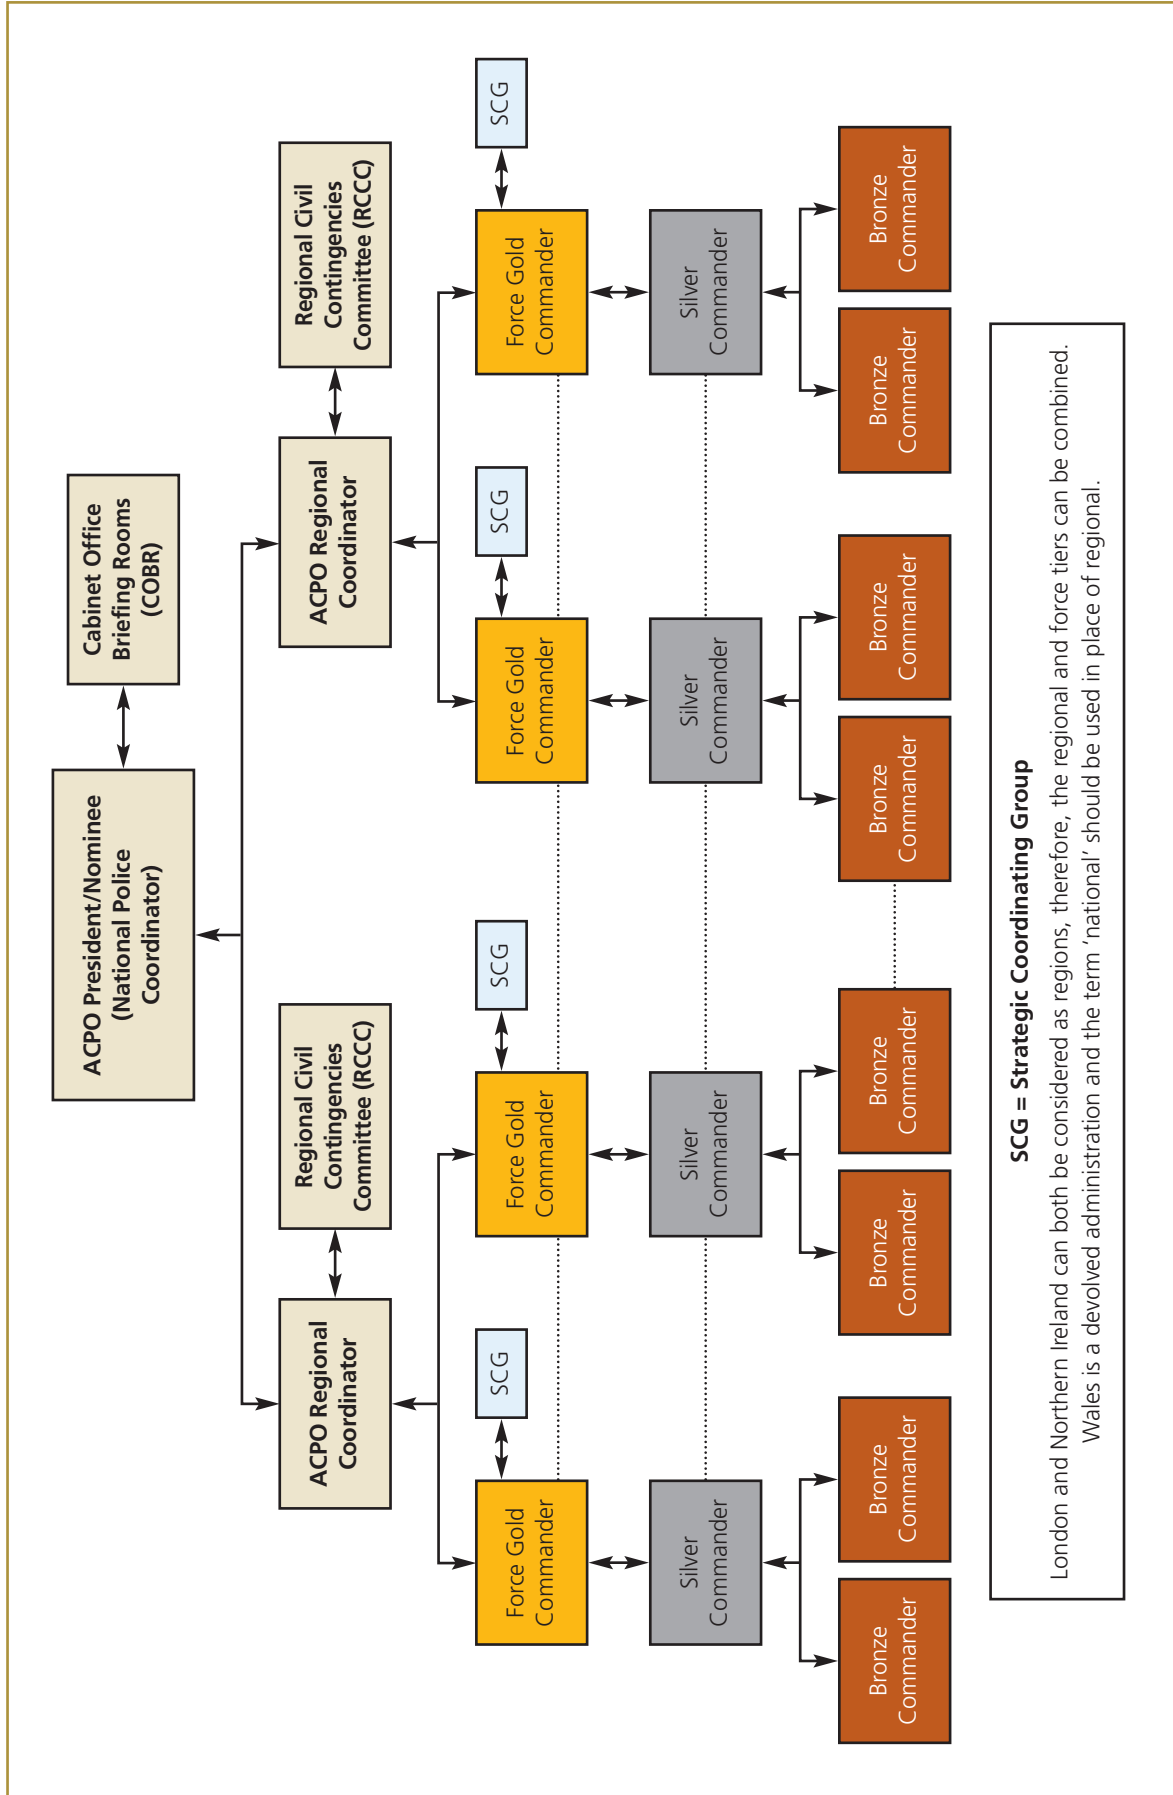 ACPO President/Nominee
(National Police
Coordinator)
Cabinet Office
Briefing Rooms
(COBR)
ACPO Regional
Coordinator
Regional Civil
Contingencies
Committee (RCCC)
ACPO Regional
Coordinator
Regional Civil
Contingencies
Committee (RCCC)
Force Gold
Commander
SCG
Force Gold
Commander
SCG
Force Gold
Commander
SCG
Force Gold
Commander
SCG
Silver
Commander
Silver
Commander
Silver
Commander
Silver
Commander
Bronze
Commander
Bronze
Commander
Bronze
Commander
Bronze
Commander
Bronze
Commander
Bronze
Commander
Bronze
Commander
Bronze
Commander
SCG = Strategic Coordinating Group
London and Northern Ireland can both be considered as regions, therefore, the regional and force tiers can be combined.
Wales is a devolved administration and the term ‘national’ should be used in place of regional.